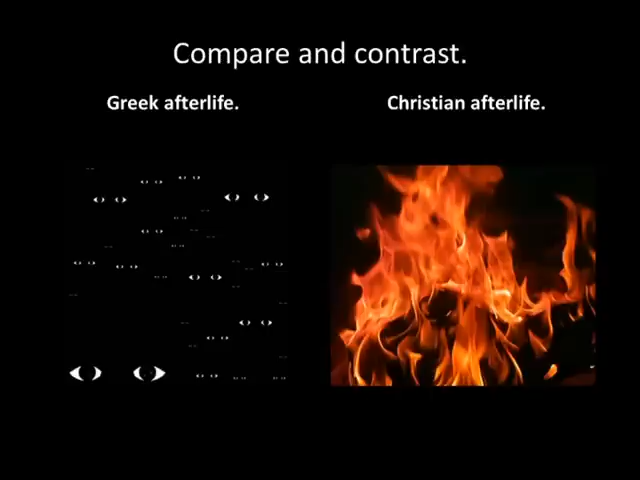 Compare and contrast.
Greek afterlife.
Christian afterlife.